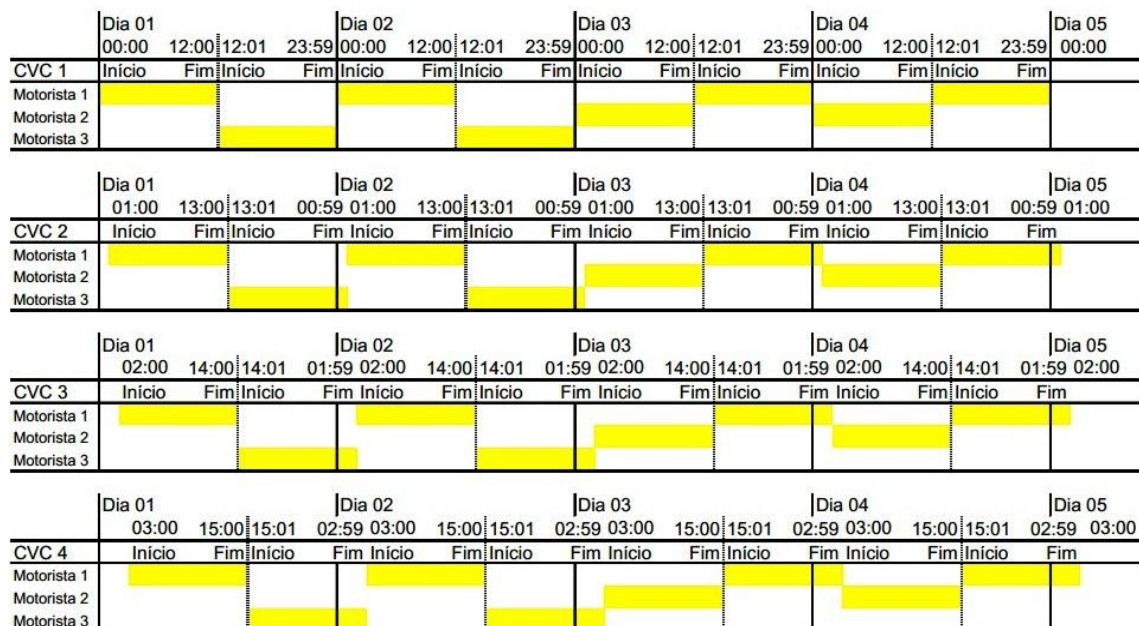 Dia 01 Dia 02 Dia 03 Dia 04 Dia 05
00:00 12:00 12:01 23:59 00:00 12:00 12:01 23:59 00:00 12:00 12:01 23:59 00:00 12:00 12:01 23:59 00:00
CVC 1 Início Fim Início Fim Início Fim Início Fim Início Fim Início Fim Início Fim Início Fim
Motorista 1
Motorista 2
Motorista 3
Dia 01 Dia 02 Dia 03 Dia 04 Dia 05
01:00 13:00 13:01 00:59 01:00 13:00 13:01 00:59 01:00 13:00 13:01 00:59 01:00 13:00 13:01 00:59 01:00
CVC 2 Início Fim Início Fim Início Fim Início Fim Início Fim Início Fim Início Fim Início Fim
Motorista 1
Motorista 2
Motorista 3
Dia 01 Dia 02 Dia 03 Dia 04 Dia 05
02:00 14:00 14:01 01:59 02:00 14:00 14:01 01:59 02:00 14:00 14:01 01:59 02:00 14:00 14:01 01:59 02:00
CVC 3 Início Fim Início Fim Início Fim Início Fim Início Fim Início Fim Início Fim Início Fim
Motorista 1
Motorista 2
Motorista 3
Dia 01 Dia 02 Dia 03 Dia 04 Dia 05
03:00 15:00 15:01 02:59 03:00 15:00 15:01 02:59 03:00 15:00 15:01 02:59 03:00 15:00 15:01 02:59 03:00
CVC 4 Início Fim Início Fim Início Fim Início Fim Início Fim Início Fim Início Fim Início Fim
Motorista 1
Motorista 2
Motorista 3